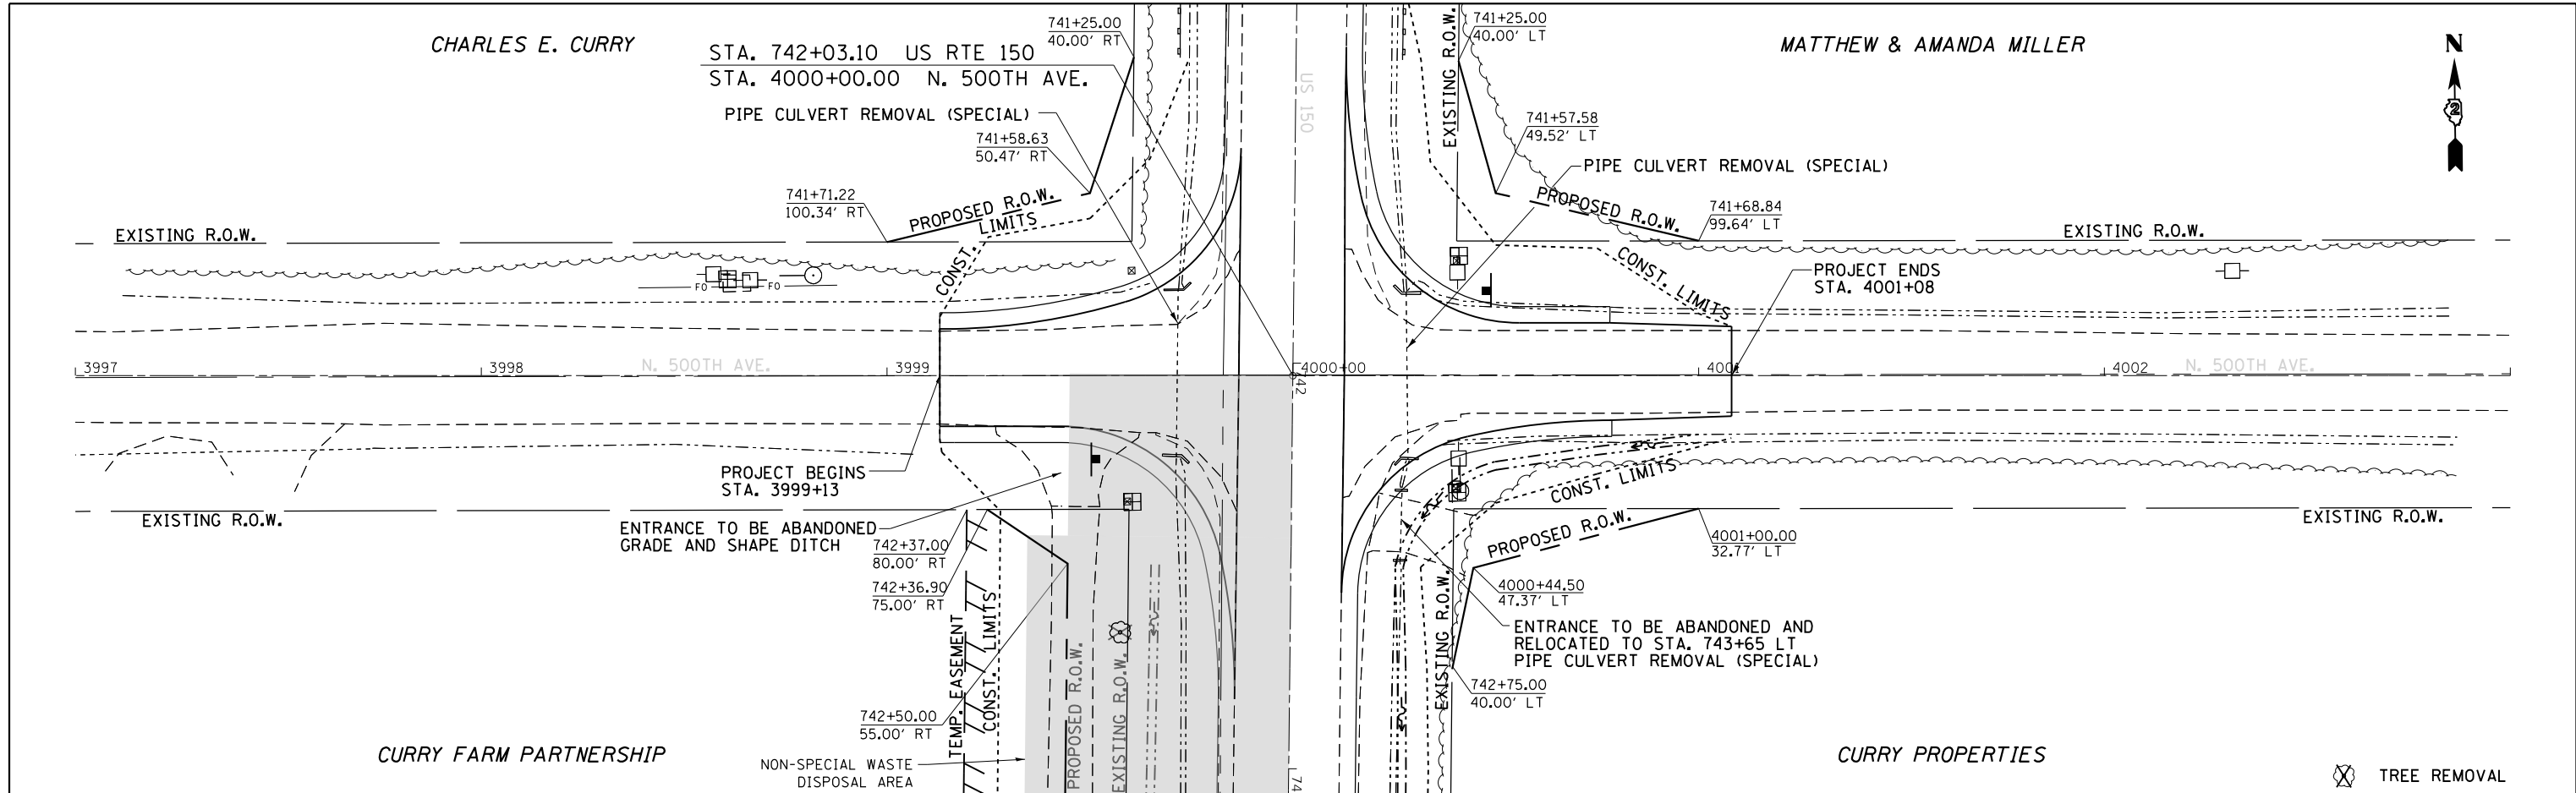 CHARLES E. CURRY
741+25.00
40.00' RT
STA. 742+03.10 US RTE 150
STA. 4000+00.00 N. 500TH AVE.
PIPE CULVERT REMOVAL (SPECIAL)
741+58.63
50.47' RT
741+71.22
100.34' RT
PROPOSED R.O.W.
CONST. LIMITS
EXISTING R.O.W.
US 150
EXISTING R.O.W.
741+25.00
40.00' LT
MATTHEW & AMANDA MILLER
N
2
741+57.58
49.52' LT
PIPE CULVERT REMOVAL (SPECIAL)
PROPOSED R.O.W.
741+68.84
99.64' LT
EXISTING R.O.W.
CONST. LIMITS
PROJECT ENDS
STA. 4001+08
FO
FO
3997
3998
N. 500TH AVE.
3999
4000+00
742
4001
4002
N. 500TH AVE.
PROJECT BEGINS
STA. 3999+13
EXISTING R.O.W.
ENTRANCE TO BE ABANDONED
GRADE AND SHAPE DITCH
742+37.00
80.00' RT
742+36.90
75.00' RT
TEMP. EASEMENT
CONST. LIMITS
742+50.00
55.00' RT
PROPOSED R.O.W.
EXISTING R.O.W.
NON-SPECIAL WASTE
DISPOSAL AREA
CURRY FARM PARTNERSHIP
74
CONST. LIMITS
PROPOSED R.O.W.
4001+00.00
32.77' LT
EXISTING R.O.W.
4000+44.50
47.37' LT
EXISTING R.O.W.
ENTRANCE TO BE ABANDONED AND
RELOCATED TO STA. 743+65 LT
PIPE CULVERT REMOVAL (SPECIAL)
742+75.00
40.00' LT
CURRY PROPERTIES
TREE REMOVAL